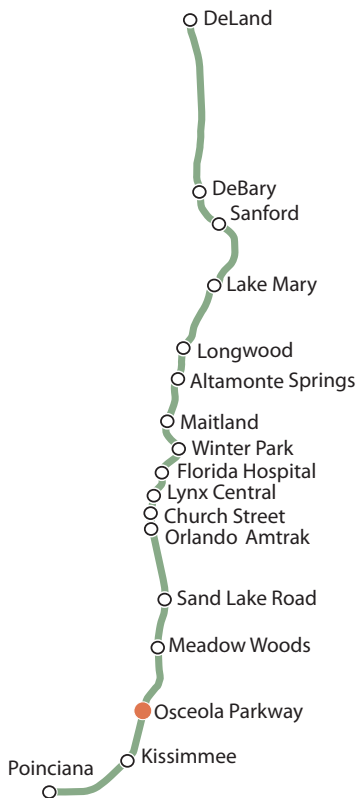 DeLand
DeBary
Sanford
Lake Mary
Longwood
Altamonte Springs
Maitland
Winter Park
Florida Hospital
Lynx Central
Church Street
Orlando Amtrak
Sand Lake Road
Meadow Woods
Osceola Parkway
Kissimmee
Poinciana